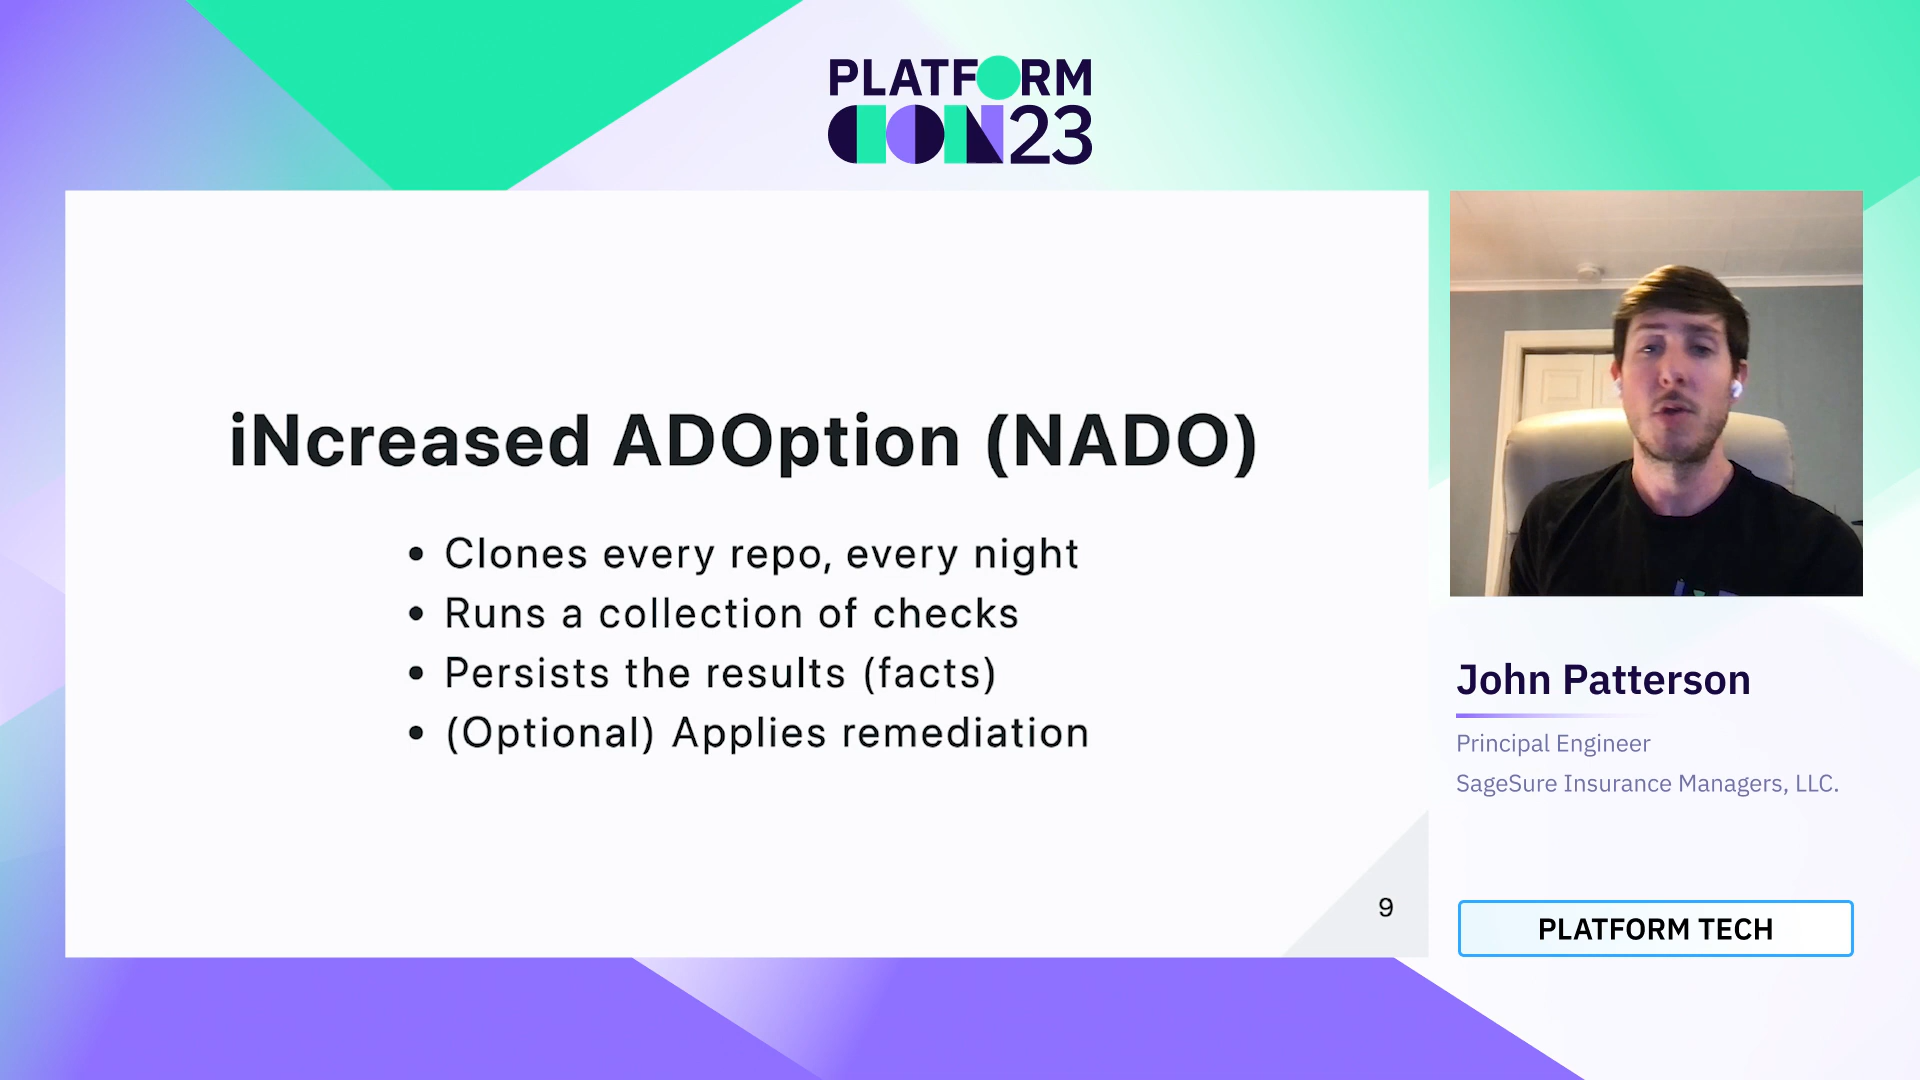 PLATFORM
CON23
iNcreased ADOption (NADO)
• Clones every repo, every night
• Runs a collection of checks
• Persists the results (facts)
• (Optional) Applies remediation
9
John Patterson
Principal Engineer
SageSure Insurance Managers, LLC.
PLATFORM TECH